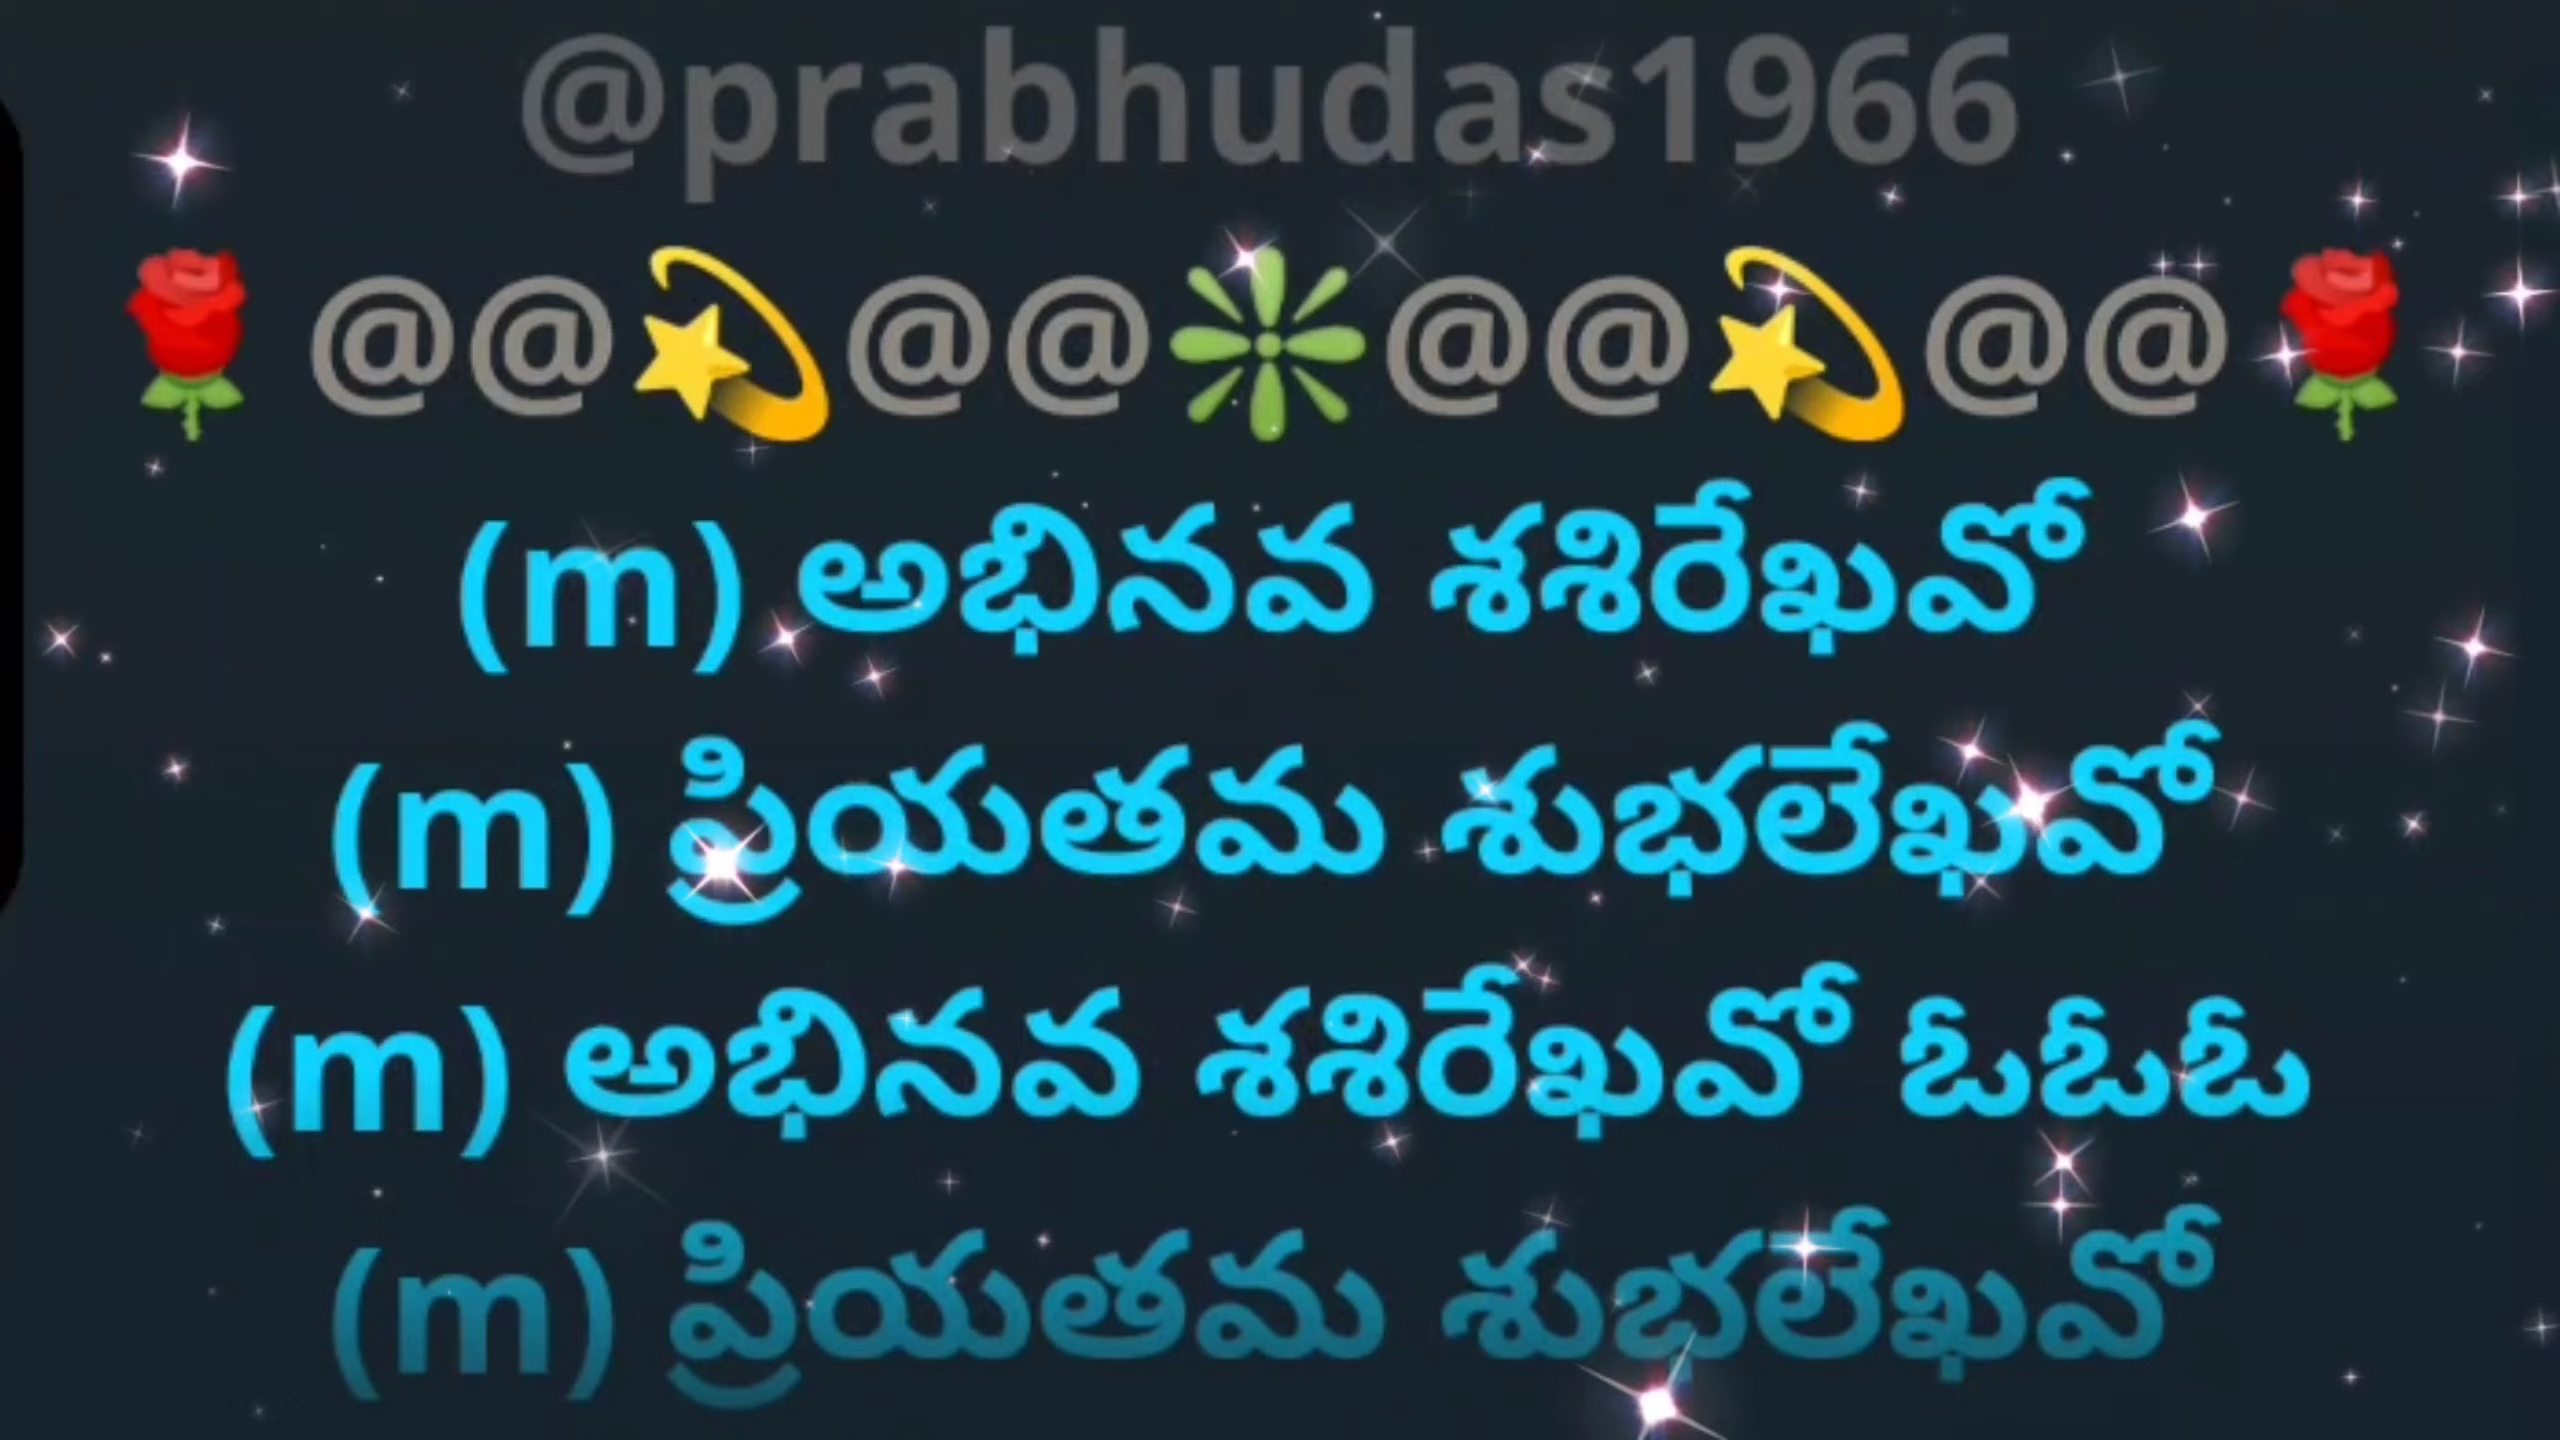 @prabhudas1966
🌹 @@💫@@❇@@💫@@🌹
(m) అభినవ శశిరేఖవో
(m) ప్రియతమ శుభలేఖవో
(m) అభినవ శశిరేఖవో ఓఓఓ
(m) ప్రియతమ శుభలేఖవో